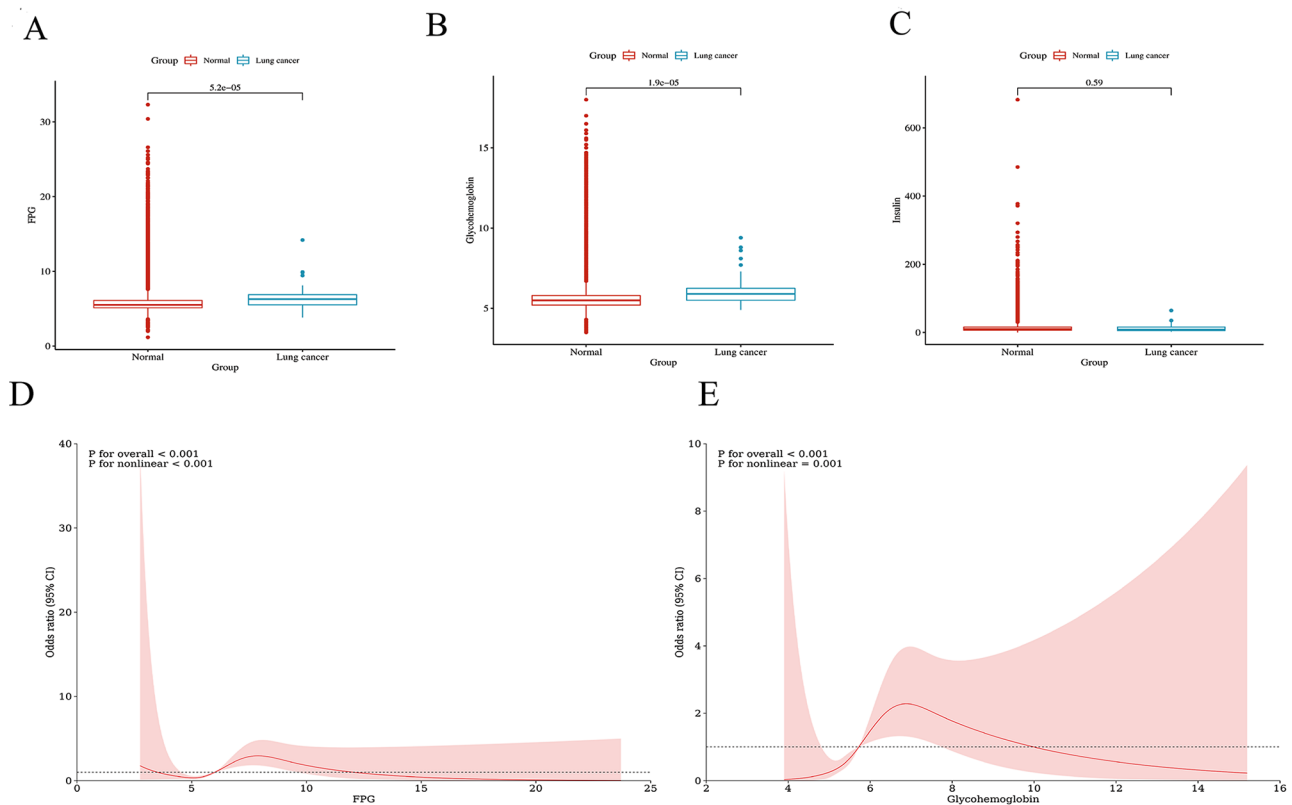 A
Group Normal Lung cancer
5.2e−05
30
20
10
0
FPG
Normal Lung cancer
Group
B
Group Normal Lung cancer
1.9e−05
15
10
5
Glycohemoglobin
Normal Lung cancer
Group
C
Group Normal Lung cancer
0.59
600
400
200
0
Insulin
Normal Lung cancer
Group
D
P for overall < 0.001
P for nonlinear < 0.001
40
30
20
10
0
Odds ratio (95% CI)
0 5 10 15 20 25
FPG
E
P for overall < 0.001
P for nonlinear = 0.001
10
8
6
4
2
0
Odds ratio (95% CI)
2 4 6 8 10 12 14 16
Glycohemoglobin